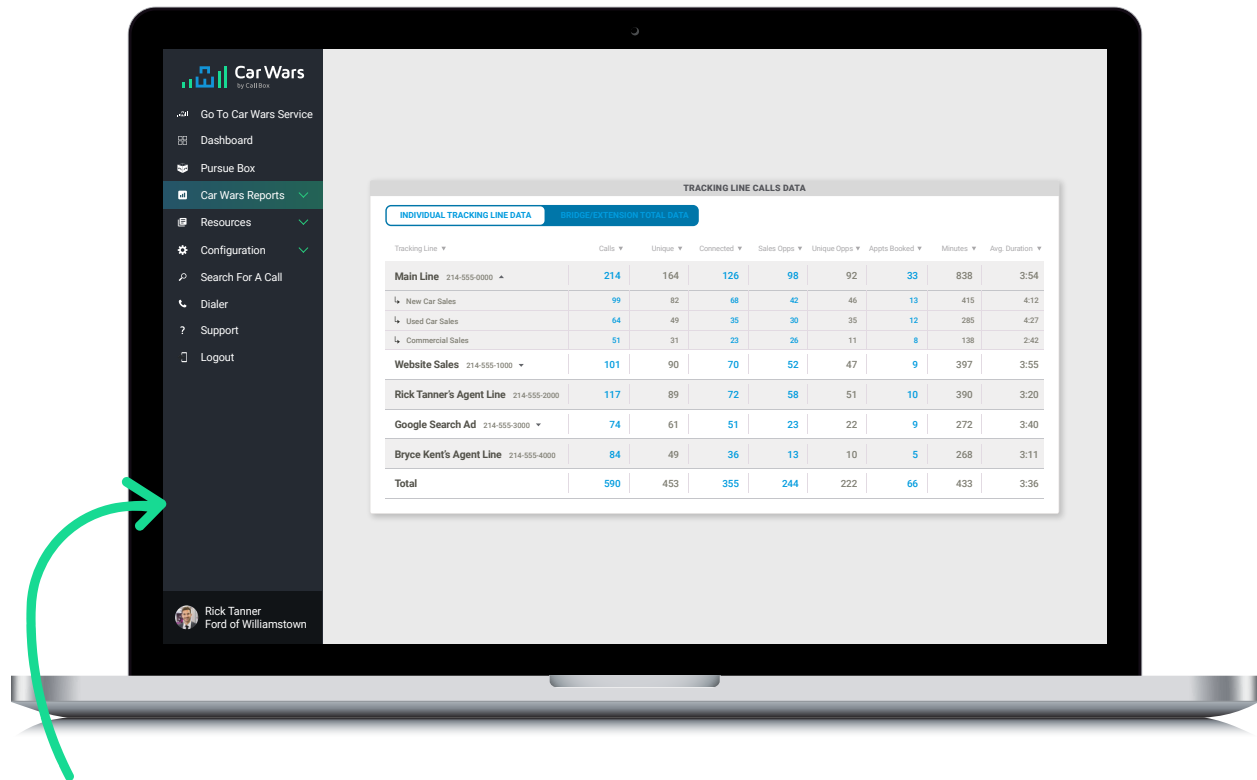 Car Wars
by Call Box
Go To Car Wars Service
Dashboard
Pursue Box
Car Wars Reports
Resources
Configuration
Search For A Call
Dialer
Support
Logout
Rick Tanner
Ford of Williamstown
TRACKING LINE CALLS DATA
INDIVIDUAL TRACKING LINE DATA BRIDGE/EXTENSION TOTAL DATA
Tracking Line Calls Unique Connected Sales Opps Unique Opps Appts Booked Minutes Avg. Duration
Main Line 214-555-0000 214 164 126 98 92 33 838 3:54
New Car Sales 99 82 68 42 46 13 415 4:12
Used Car Sales 64 49 35 30 35 12 285 4:27
Commercial Sales 51 31 23 26 11 8 138 2:42
Website Sales 214-555-1000 101 90 70 52 47 9 397 3:55
Rick Tanner's Agent Line 214-555-2000 117 89 72 58 51 10 390 3:20
Google Search Ad 214-555-3000 74 61 51 23 22 9 272 3:40
Bryce Kent's Agent Line 214-555-4000 84 49 36 13 10 5 268 3:11
Total 590 453 355 244 222 66 433 3:36